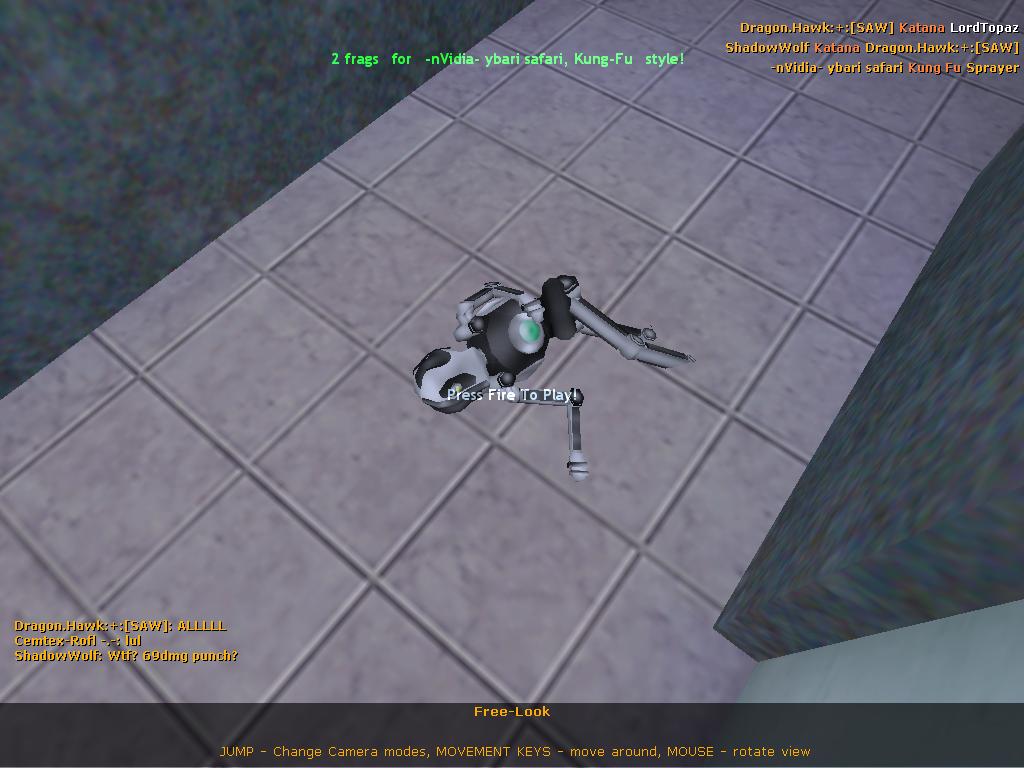 Dragon.Hawk:+:[SAW] Katana LordTopaz
ShadowWolf Katana Dragon.Hawk:+:[SAW]
-nVidia- ybari safari Kung Fu Sprayer
2 frags for -nVidia- ybari safari, Kung-Fu style!
Press Fire To Play!
Dragon.Hawk:+:[SAW]: ALLLLL
Cemtex-Rofl -.-: lul
ShadowWolf: Wtf? 69dmg punch?
Free-Look
JUMP - Change Camera modes, MOVEMENT KEYS - move around, MOUSE - rotate view